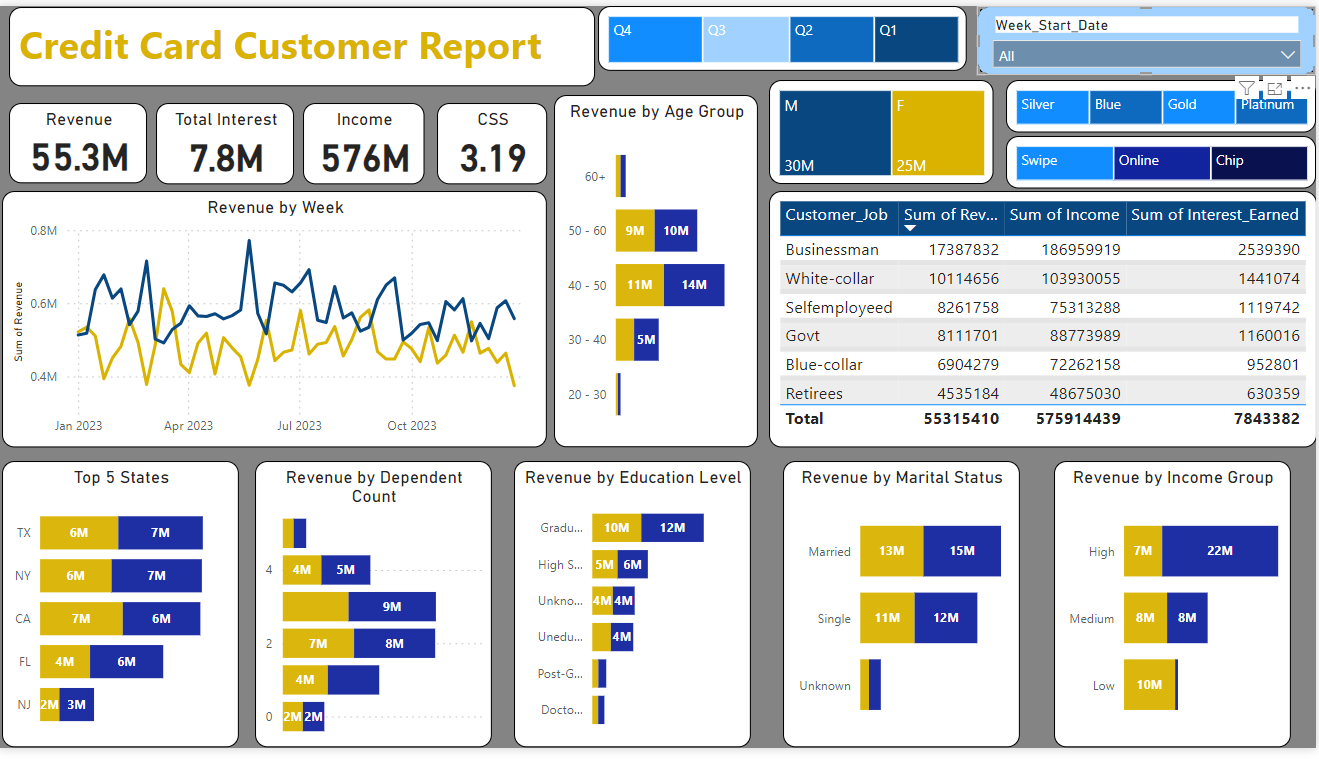 Credit Card Customer Report
Q4
Q3
Q2
Q1
Week_Start_Date
All
Revenue
55.3M
Total Interest
7.8M
Income
576M
CSS
3.19
Revenue by Age Group
60+
50 - 60
9M
10M
40 - 50
11M
14M
30 - 40
5M
20 - 30
M
30M
F
25M
Silver
Blue
Gold
Platinum
Swipe
Online
Chip
Revenue by Week
Sum of Revenue
0.8M
0.6M
0.4M
Jan 2023
Apr 2023
Jul 2023
Oct 2023
Customer_Job Sum of Rev... Sum of Income Sum of Interest_Earned
Businessman 17387832 186959919 2539390
White-collar 10114656 103930055 1441074
Selfemployeed 8261758 75313288 1119742
Govt 8111701 88773989 1160016
Blue-collar 6904279 72262158 952801
Retirees 4535184 48675030 630359
Total 55315410 575914439 7843382
Top 5 States
TX 6M 7M
NY 6M 7M
CA 7M 6M
FL 4M 6M
NJ 2M 3M
Revenue by Dependent
Count
4 4M 5M
9M
2 7M 8M
4M
0 2M 2M
Revenue by Education Level
Gradu... 10M 12M
High S... 5M 6M
Unkno... 4M 4M
Unedu... 4M
Post-G...
Docto...
Revenue by Marital Status
Married 13M 15M
Single 11M 12M
Unknown
Revenue by Income Group
High 7M 22M
Medium 8M 8M
Low 10M